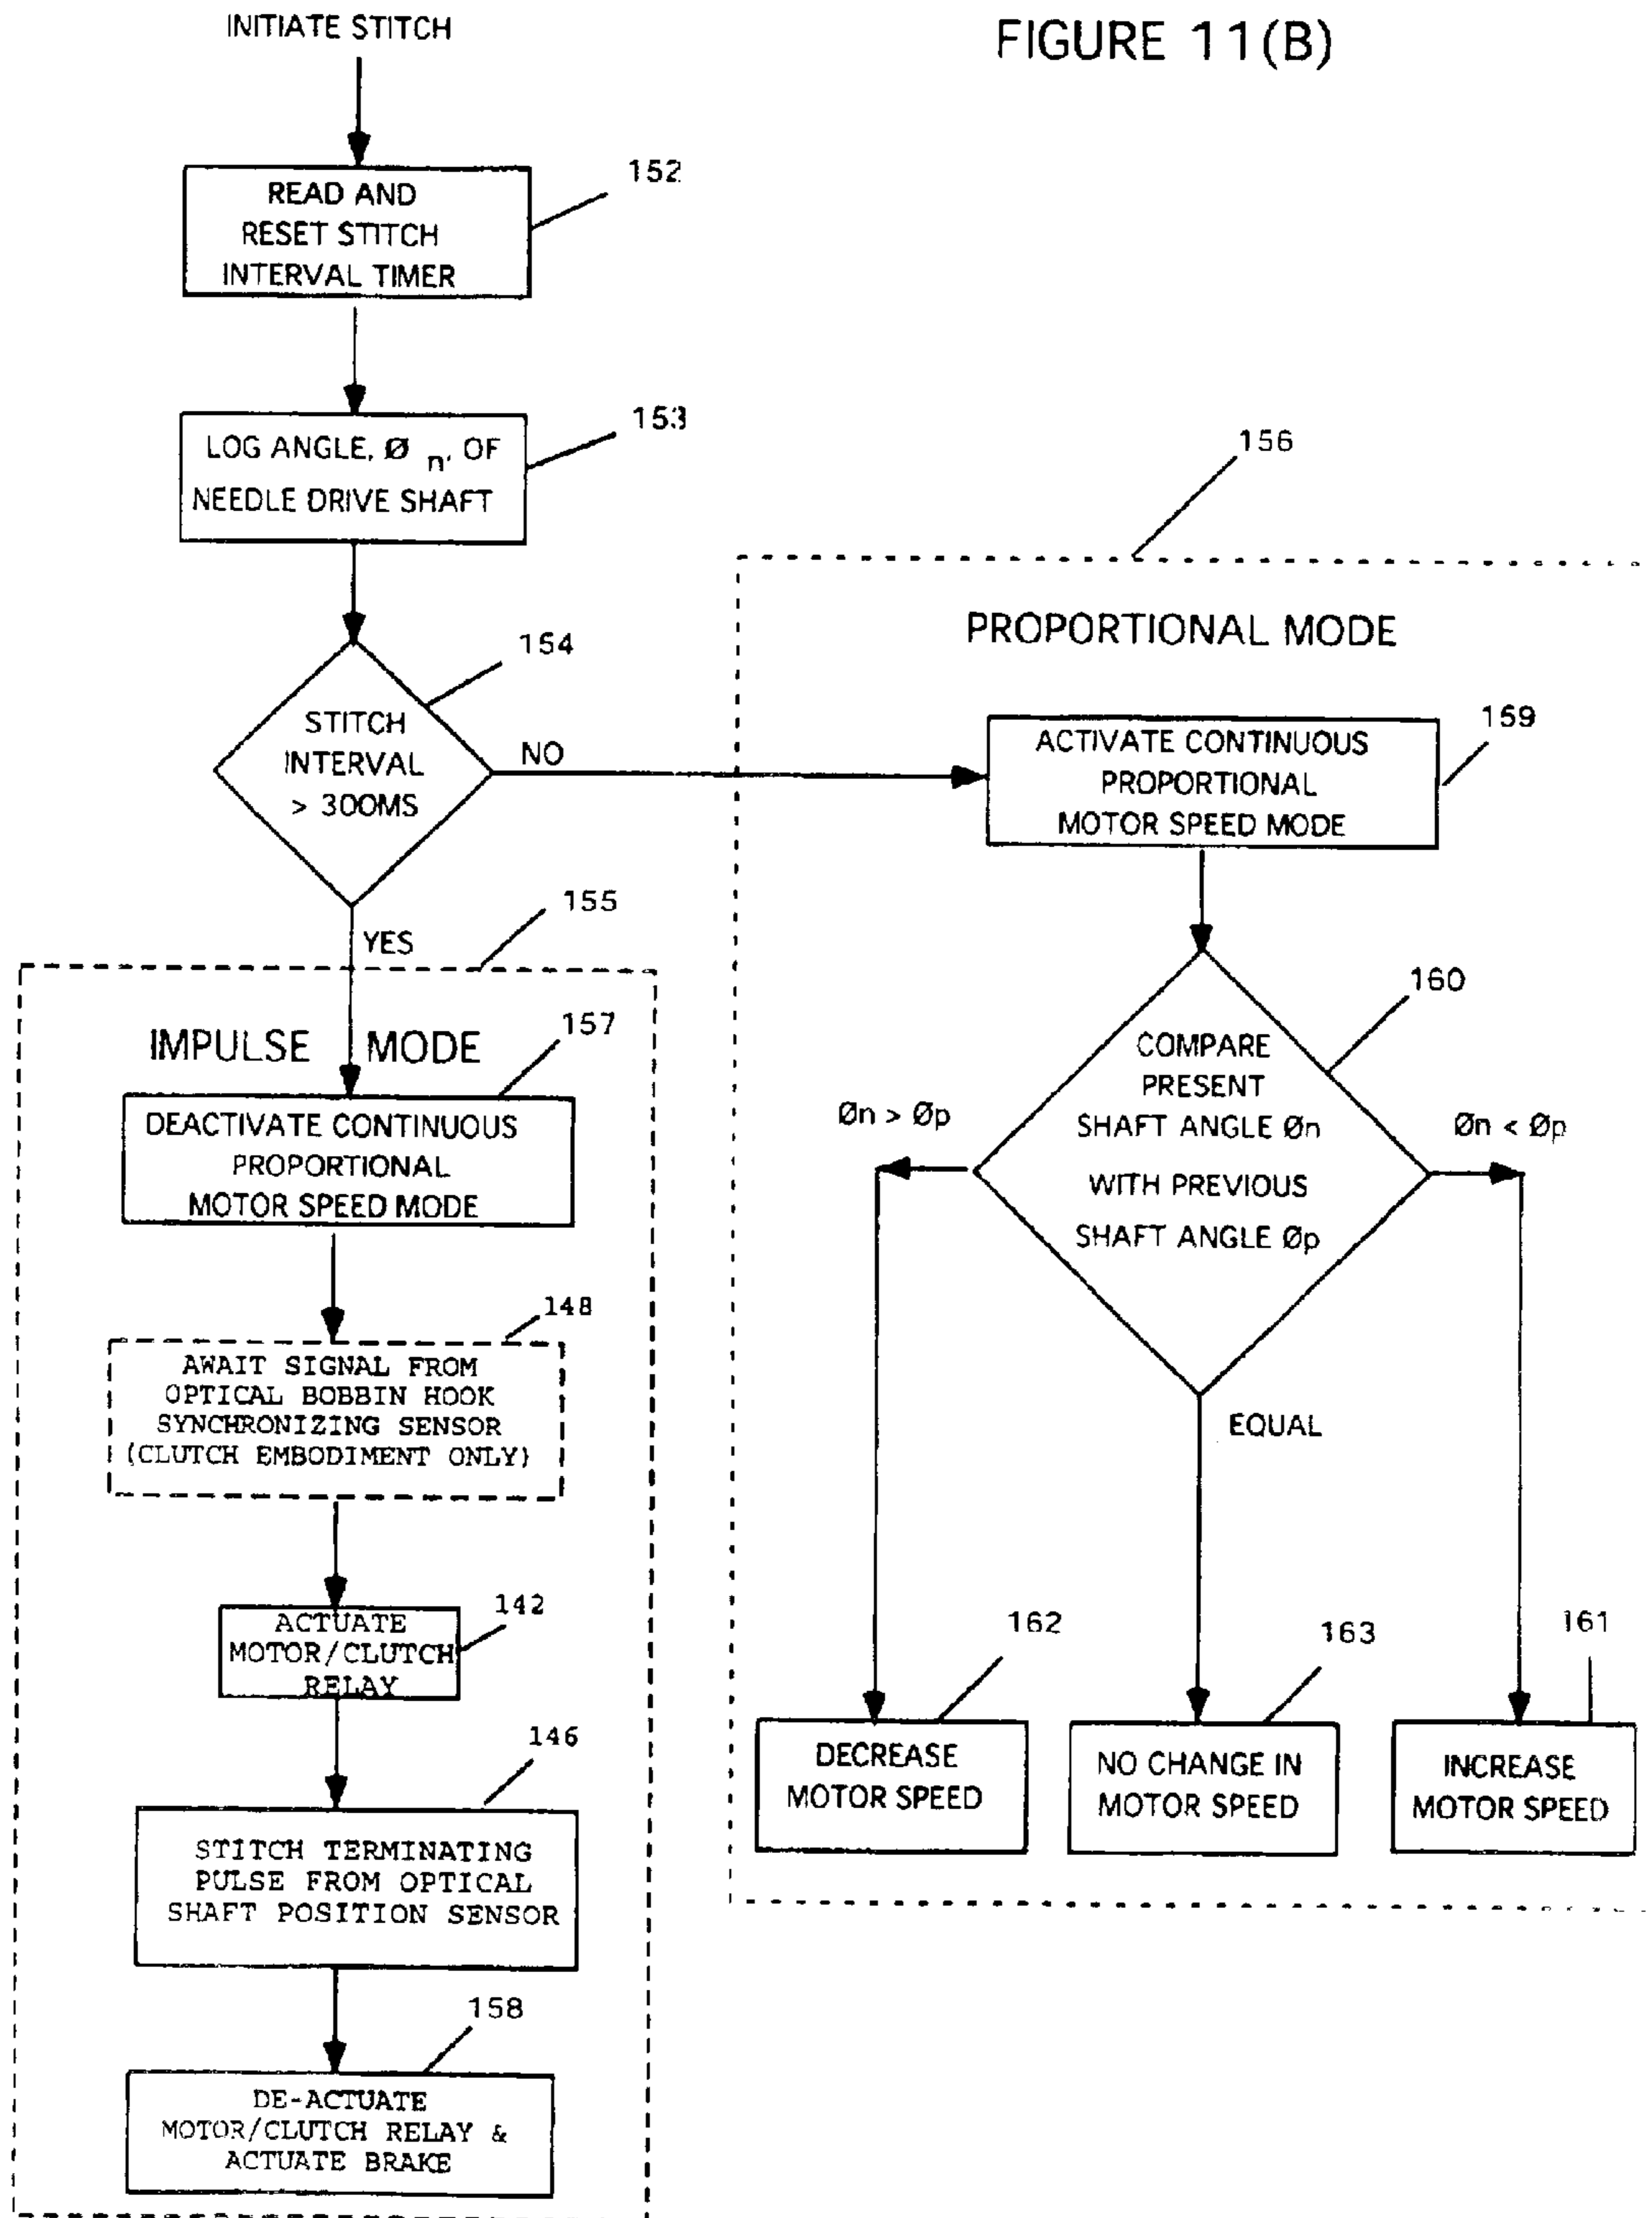 INITIATE STITCH
FIGURE 11(B)
152
READ AND
RESET STITCH
INTERVAL TIMER
153
LOG ANGLE, Ø n, OF
NEEDLE DRIVE SHAFT
154
STITCH
INTERVAL
> 300MS
NO
YES
155
IMPULSE MODE
157
DEACTIVATE CONTINUOUS
PROPORTIONAL
MOTOR SPEED MODE
148
AWAIT SIGNAL FROM
OPTICAL BOBBIN HOOK
SYNCHRONIZING SENSOR
(CLUTCH EMBODIMENT ONLY)
142
ACTUATE
MOTOR/CLUTCH
RELAY
146
STITCH TERMINATING
PULSE FROM OPTICAL
SHAFT POSITION SENSOR
158
DE-ACTUATE
MOTOR/CLUTCH RELAY &
ACTUATE BRAKE
156
PROPORTIONAL MODE
159
ACTIVATE CONTINUOUS
PROPORTIONAL
MOTOR SPEED MODE
160
COMPARE
PRESENT
SHAFT ANGLE Øn
WITH PREVIOUS
SHAFT ANGLE Øp
Øn > Øp
Øn < Øp
EQUAL
162
DECREASE
MOTOR SPEED
163
NO CHANGE IN
MOTOR SPEED
161
INCREASE
MOTOR SPEED